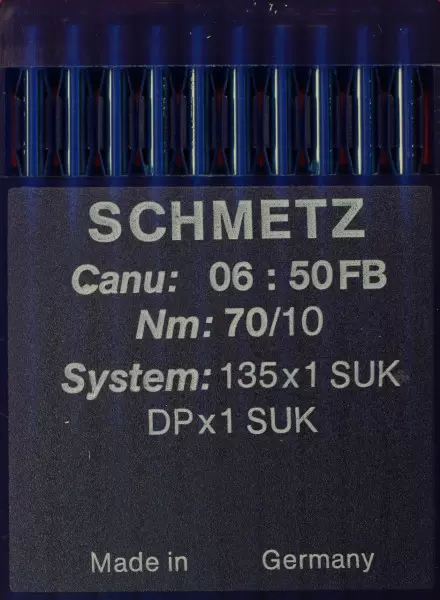 SCHMETZ
Canu: 06 : 50 FB
Nm: 70/10
System: 135x1 SUK
DPx1 SUK
Made in Germany